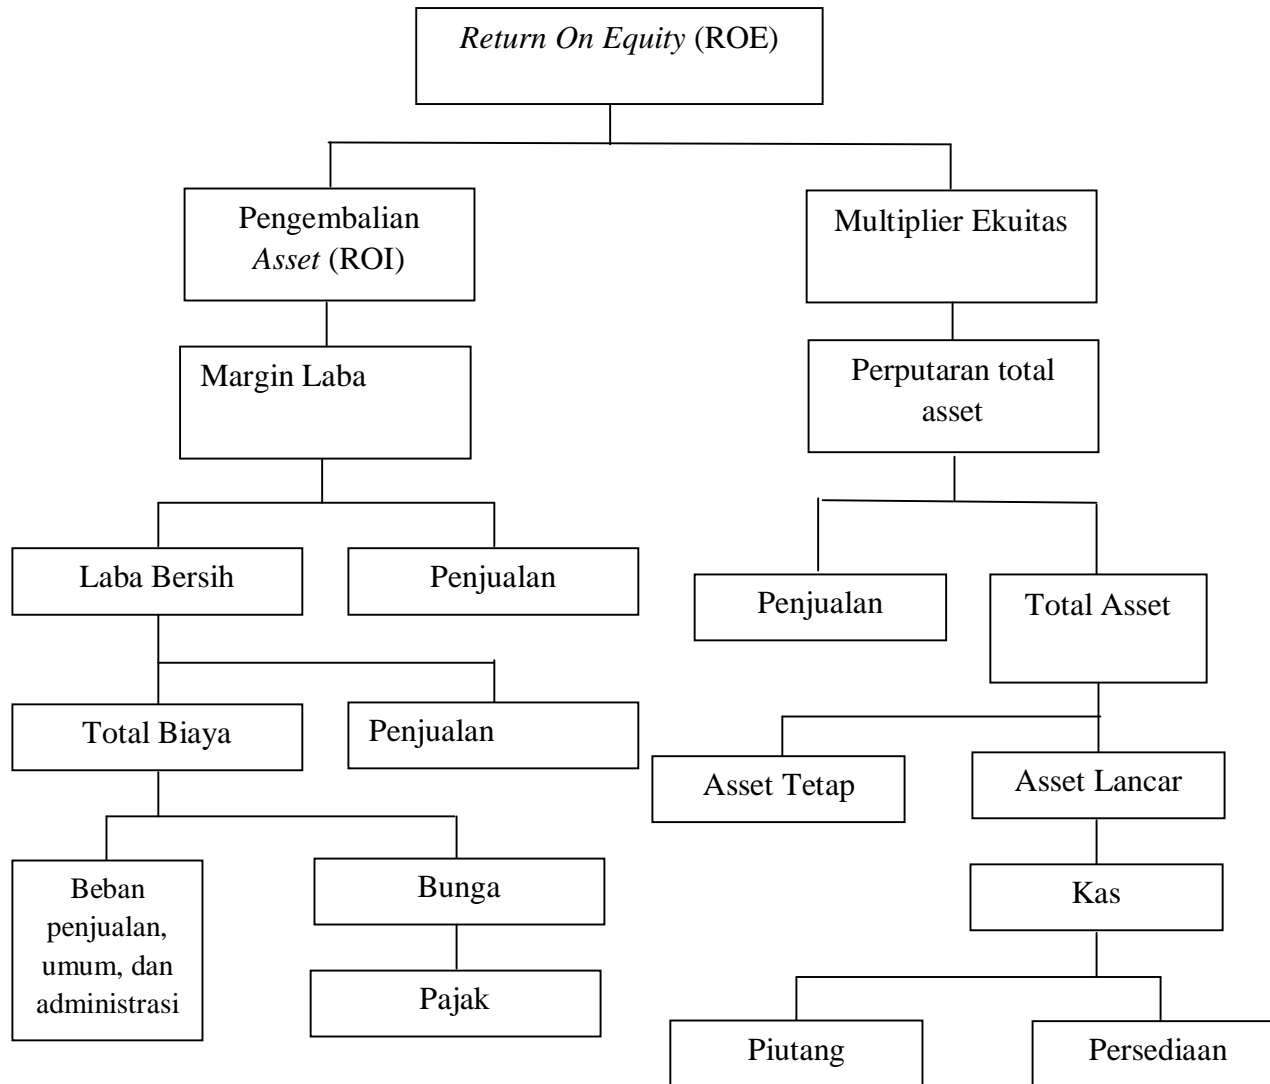 Return On Equity (ROE)
Pengembalian
Asset (ROI)
Multiplier Ekuitas
Margin Laba
Perputaran total
asset
Laba Bersih
Penjualan
Penjualan
Total Asset
Total Biaya
Penjualan
Asset Tetap
Asset Lancar
Beban
penjualan,
umum, dan
administrasi
Bunga
Kas
Pajak
Piutang
Persediaan